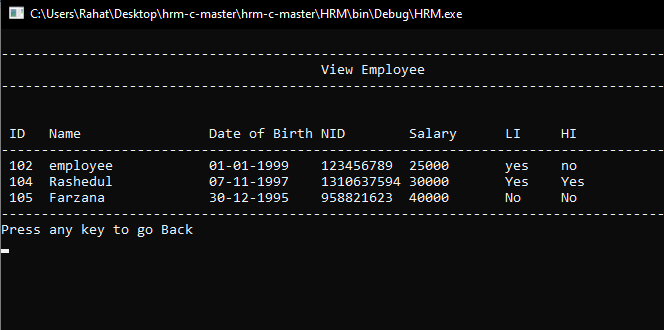 C:\Users\Rahat\Desktop\hrm-c-master\hrm-c-master\HRM\bin\Debug\HRM.exe
View Employee
ID Name Date of Birth NID Salary LI HI
102 employee 01-01-1999 123456789 25000 yes no
104 Rashedul 07-11-1997 1310637594 30000 Yes Yes
105 Farzana 30-12-1995 958821623 40000 No No
Press any key to go Back